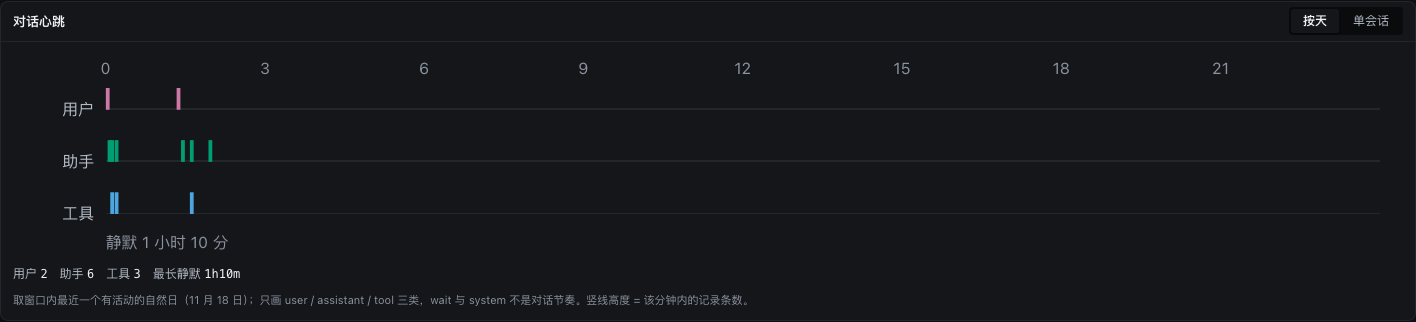 对话心跳 按天 单会话
0 3 6 9 12 15 18 21
用户
助手
工具
静默 1 小时 10 分
用户 2 助手 6 工具 3 最长静默 1h10m
取窗口内最近一个有活动的自然日（11 月 18 日）；只画 user / assistant / tool 三类，wait 与 system 不是对话节奏。竖线高度 = 该分钟内的记录条数。